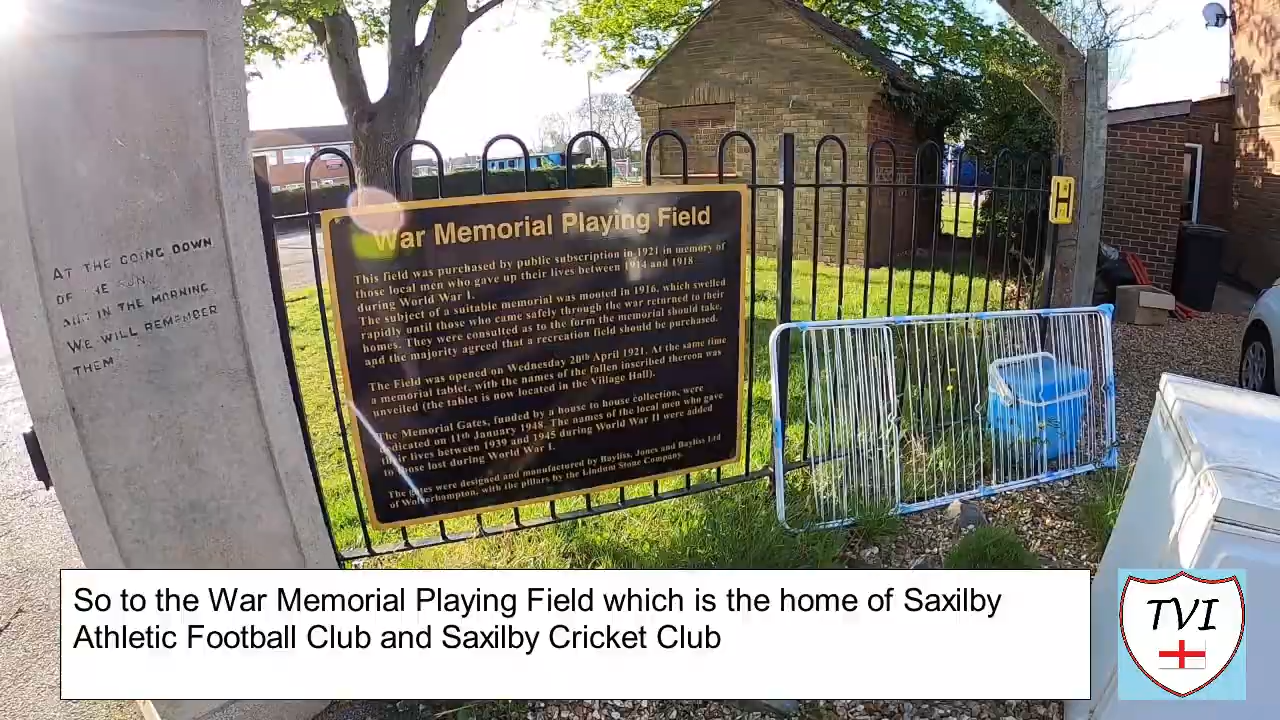 AT THE GOING DOWN
OF THE SUN
AND IN THE MORNING
WE WILL REMEMBER
THEM
War Memorial Playing Field
This field was purchased by public subscription in 1921 in memory of
those local men who gave up their lives between 1914 and 1918
during World War I.
The subject of a suitable memorial was mooted in 1916, which swelled
rapidly until those who came safely through the war returned to their
homes. They were consulted as to the form the memorial should take,
and the majority agreed that a recreation field should be purchased.
The Field was opened on Wednesday 20th April 1921. At the same time
a memorial tablet, with the names of the fallen inscribed thereon was
unveiled (the tablet is now located in the Village Hall).
The Memorial Gates, funded by a house to house collection, were
dedicated on 11th January 1948. The names of the local men who gave
their lives between 1939 and 1945 during World War II were added
to those lost during World War I.
The gates were designed and manufactured by Bayliss, Jones and Bayliss Ltd
of Wolverhampton, with the pillars by the Lindum Stone Company.
H
So to the War Memorial Playing Field which is the home of Saxilby
Athletic Football Club and Saxilby Cricket Club
TVI